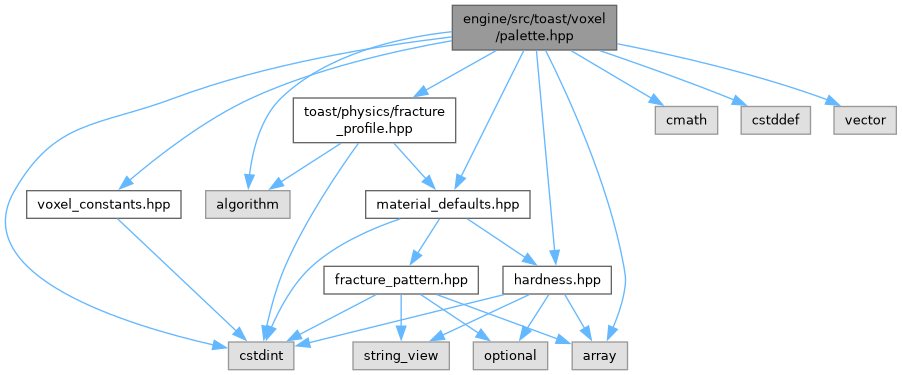 engine/src/toast/voxel
/palette.hpp
toast/physics/fracture
_profile.hpp
cmath
cstddef
vector
voxel_constants.hpp
algorithm
material_defaults.hpp
fracture_pattern.hpp
hardness.hpp
cstdint
string_view
optional
array